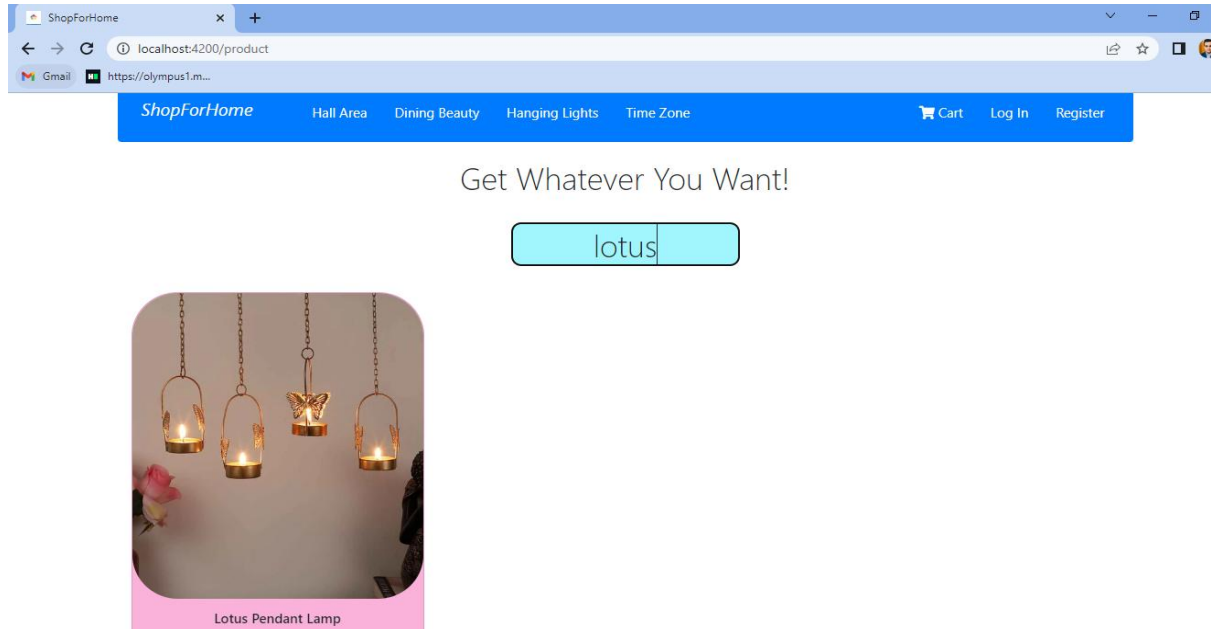 ShopForHome
localhost:4200/product
Gmail https://olympus1.m...
ShopForHome Hall Area Dining Beauty Hanging Lights Time Zone Cart Log In Register
Get Whatever You Want!
lotus
Lotus Pendant Lamp